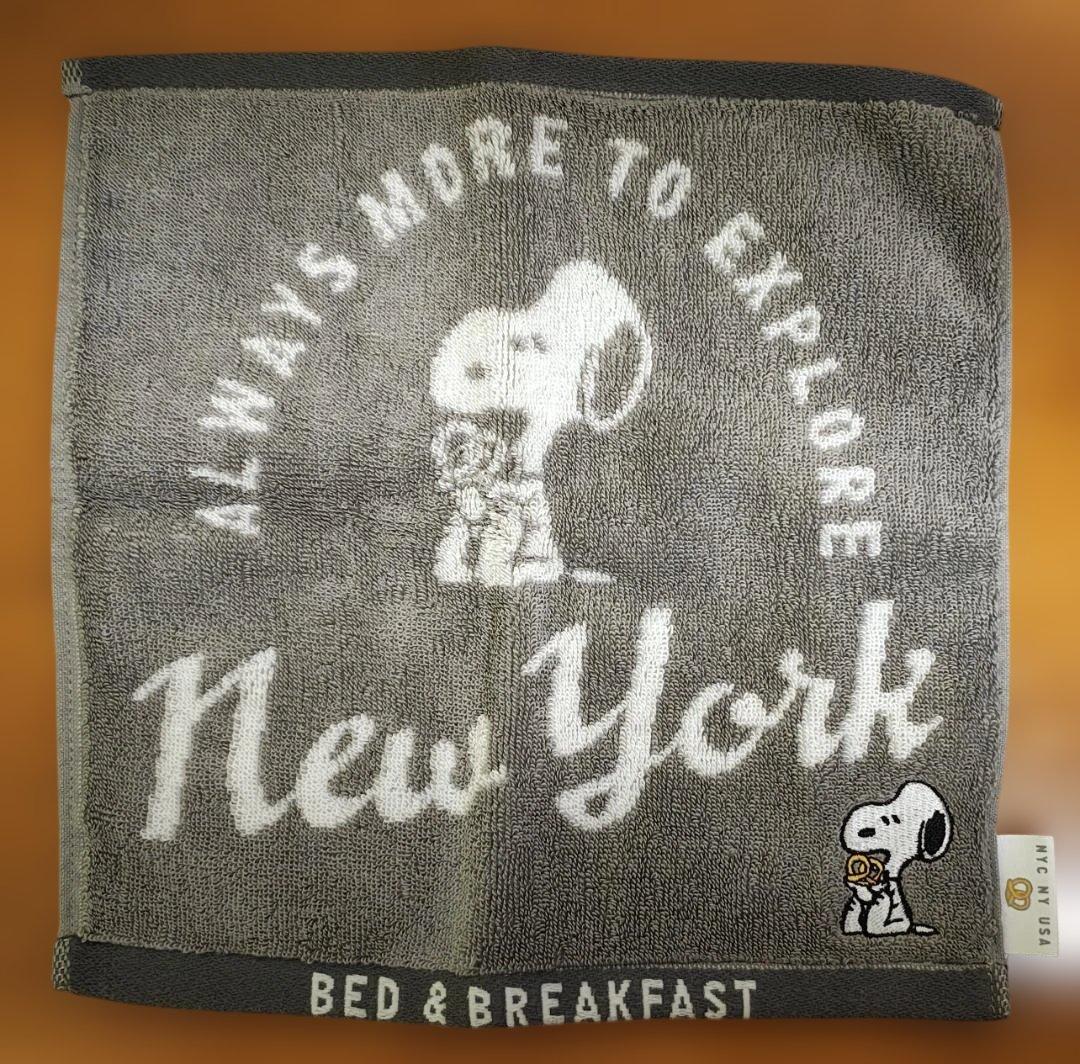 ALWAYS MORE TO EXPLORE
New York
NYC NY USA
BED & BREAKFAST